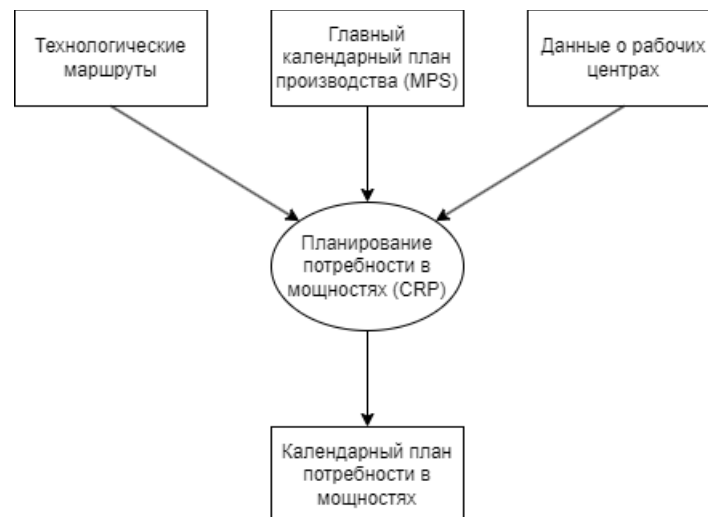 Технологические
маршруты
Главный
календарный план
производства (MPS)
Данные о рабочих
центрах
Планирование
потребности в
мощностях (CRP)
Календарный план
потребности в
мощностях